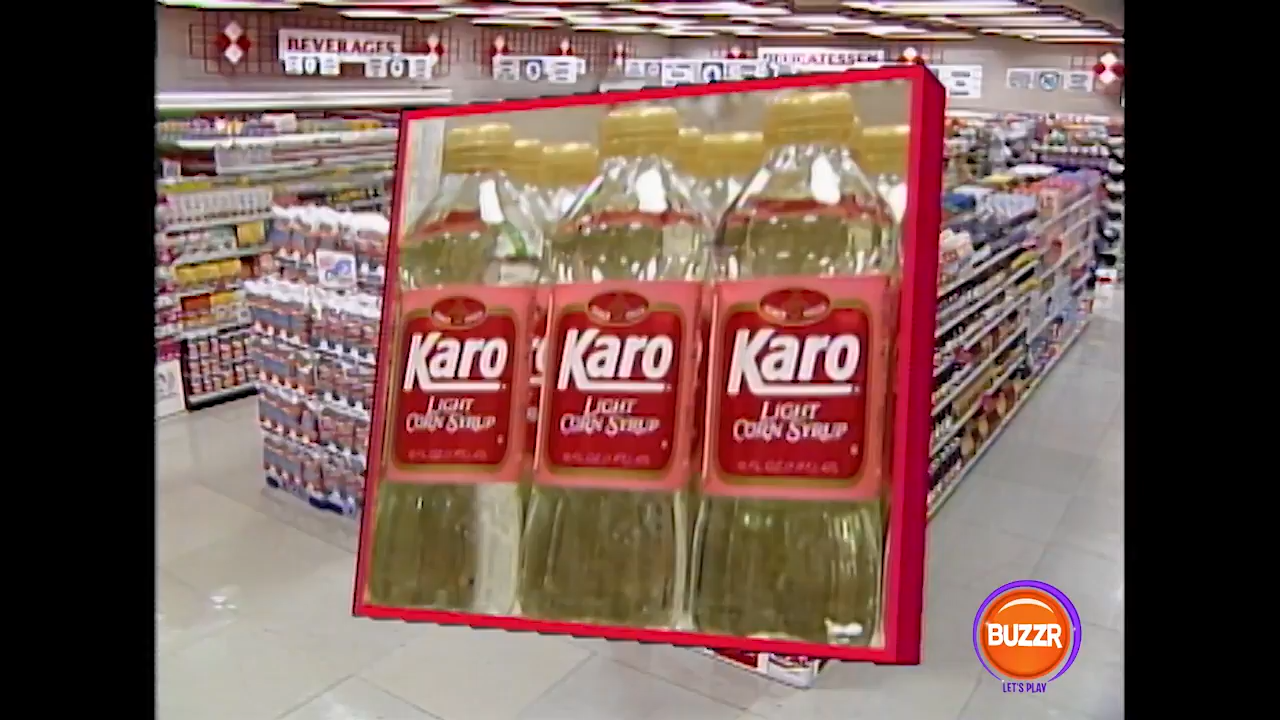 BEVERAGES
DELICATESSEN
Karo
LIGHT
CORN SYRUP
Karo
LIGHT
CORN SYRUP
Karo
LIGHT
CORN SYRUP
BUZZR
LET'S PLAY